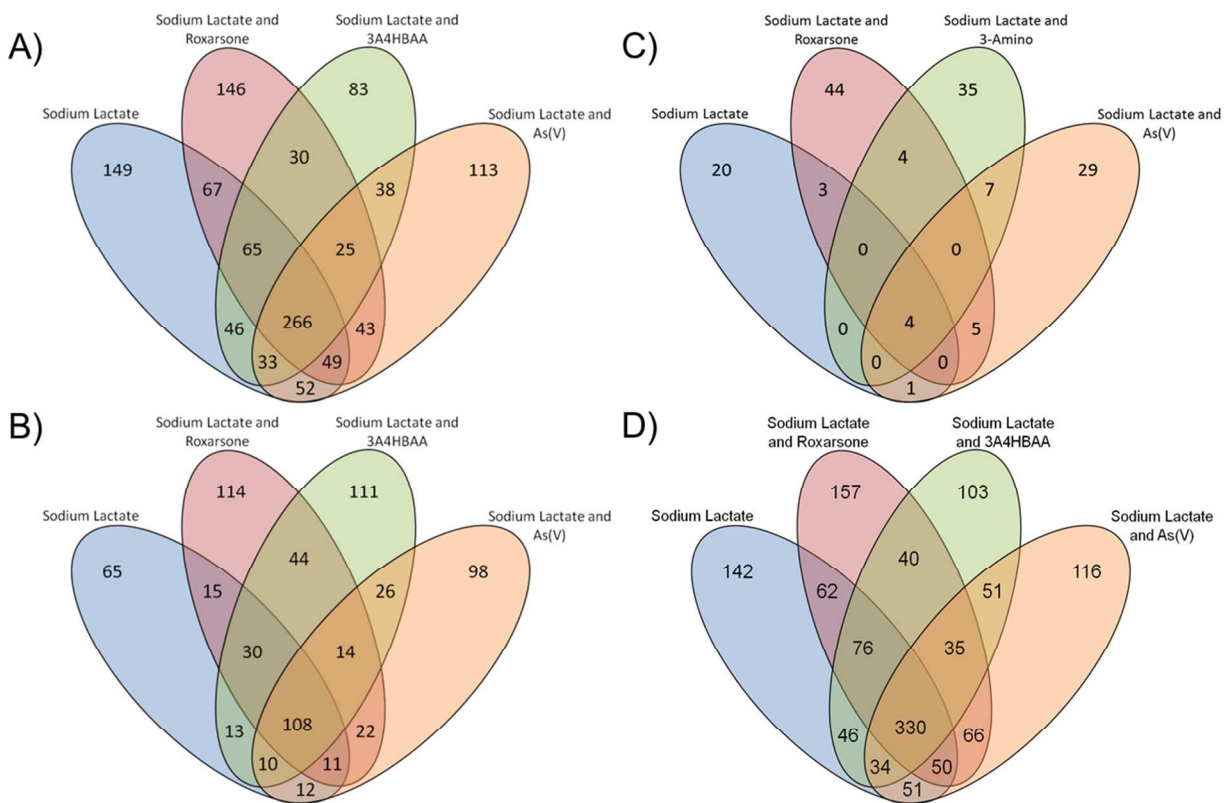 A)
Sodium Lactate and
Roxarsone
Sodium Lactate and
3A4HBAA
Sodium Lactate
Sodium Lactate and
As(V)
146
83
149
113
30
67
38
65
25
46
266
43
33
49
52
C)
Sodium Lactate and
Roxarsone
Sodium Lactate and
3-Amino
Sodium Lactate
Sodium Lactate and
As(V)
44
35
20
29
4
3
7
0
0
0
4
5
0
0
1
B)
Sodium Lactate and
Roxarsone
Sodium Lactate and
3A4HBAA
Sodium Lactate
Sodium Lactate and
As(V)
114
111
65
98
44
15
26
30
14
13
108
22
10
11
12
D)
Sodium Lactate
and Roxarsone
Sodium Lactate
and 3A4HBAA
Sodium Lactate
Sodium Lactate
and As(V)
157
103
142
116
40
62
51
76
35
46
330
66
34
50
51